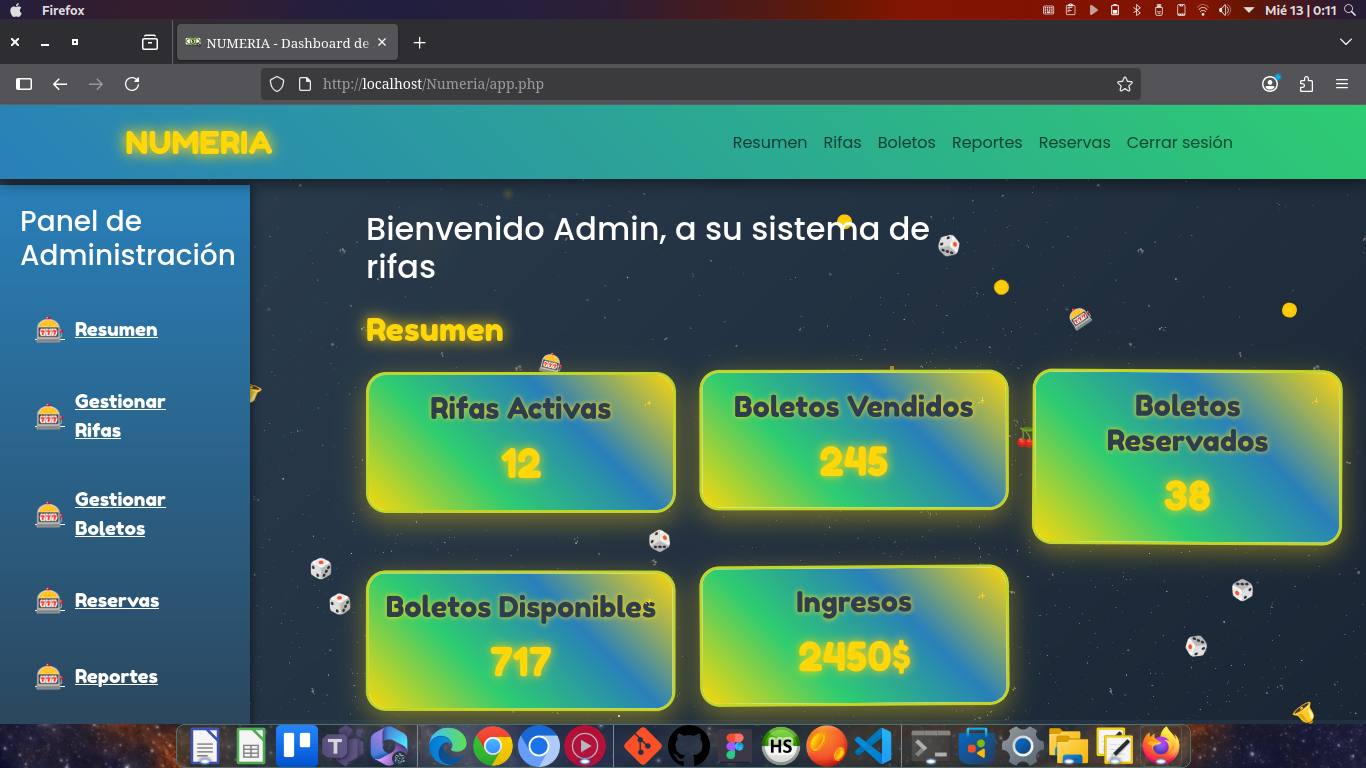 Firefox
Mié 13 | 0:11
NUMERIA - Dashboard de
http://localhost/Numeria/app.php
NUMERIA
Resumen Rifas Boletos Reportes Reservas Cerrar sesión
Panel de
Administración
Resumen
Gestionar
Rifas
Gestionar
Boletos
Reservas
Reportes
Bienvenido Admin, a su sistema de
rifas
Resumen
Rifas Activas
12
Boletos Vendidos
245
Boletos
Reservados
38
Boletos Disponibles
717
Ingresos
2450$
T
HS